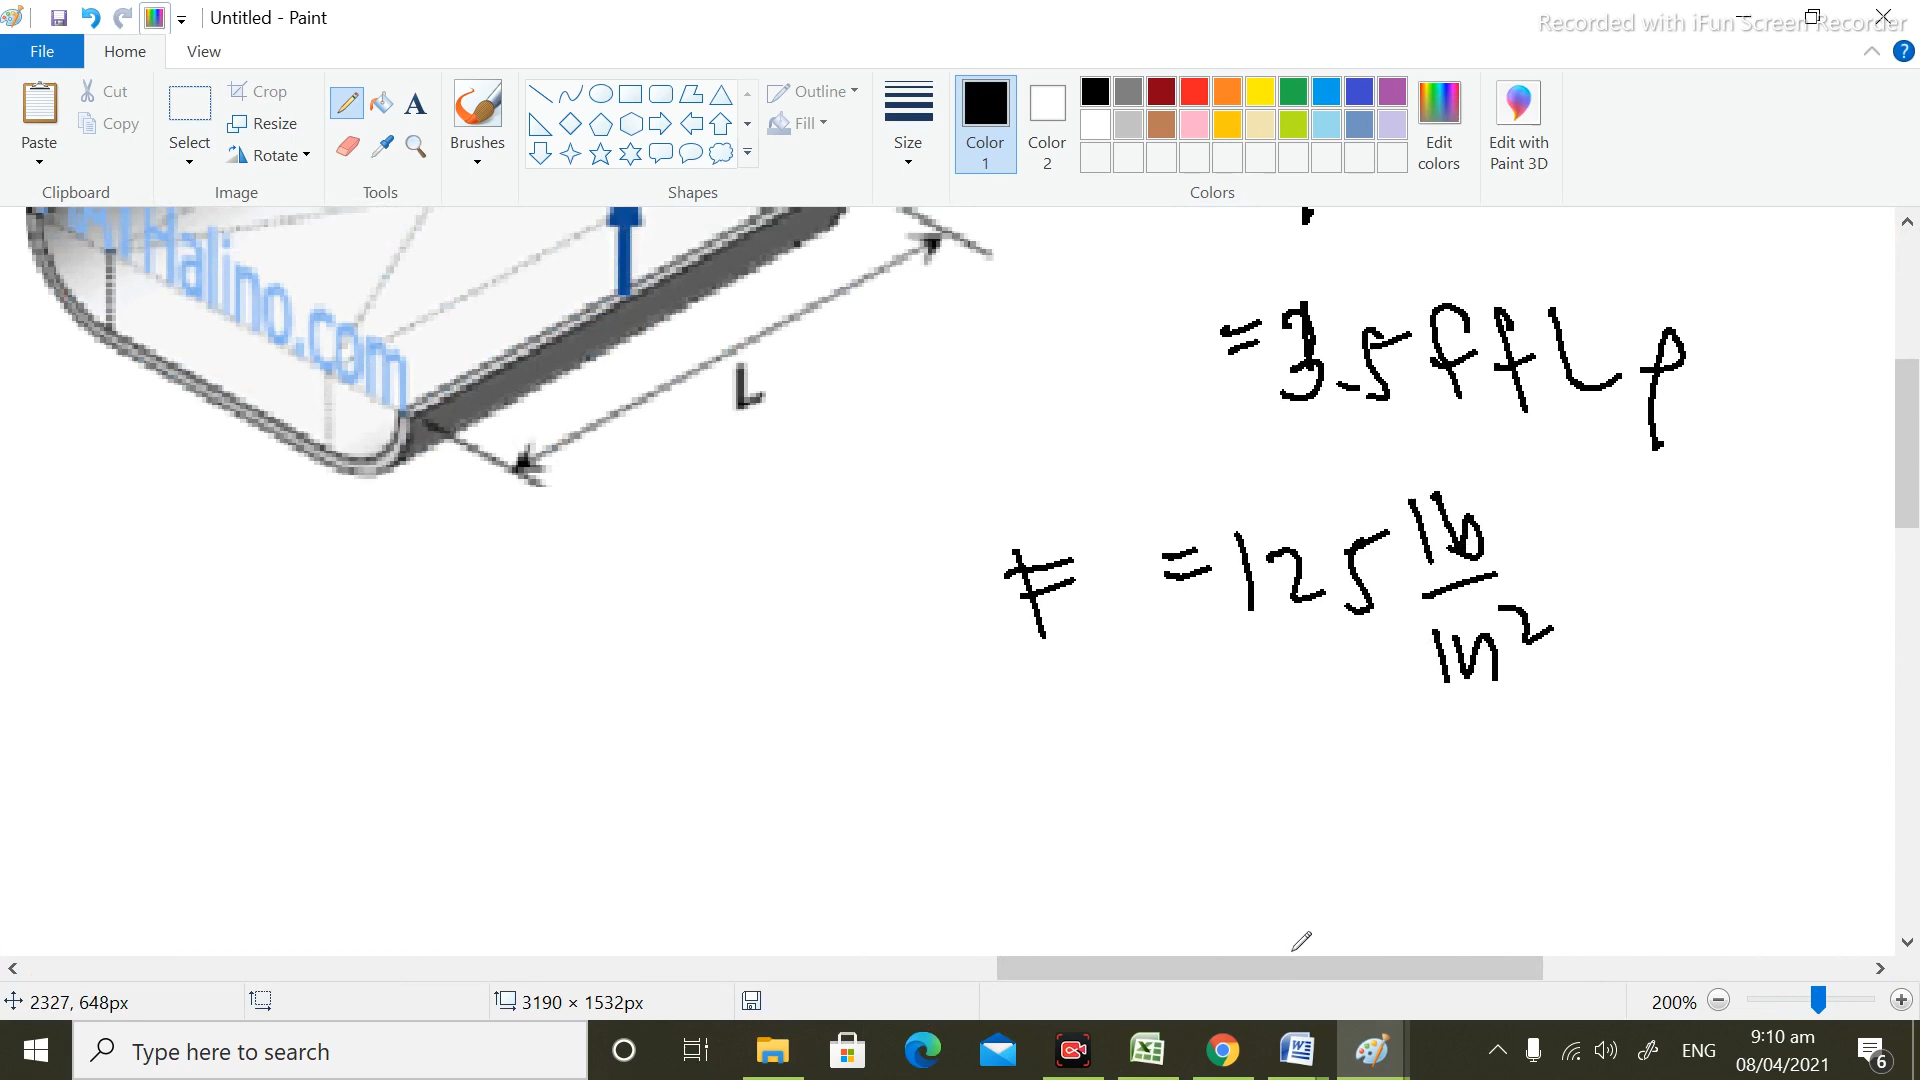 Untitled - Paint
Recorded with iFun Screen Recorder
File
Home
View
Paste
Cut
Copy
Clipboard
Select
Crop
Resize
Rotate
Image
Tools
Brushes
Shapes
Outline
Fill
Size
Color 1
Color 2
Colors
Edit colors
Edit with Paint 3D
MATHalino.com
L
= 3.5 ft L p
F = 125 lb
in²
2327, 648px
3190 × 1532px
200%
Type here to search
ENG
9:10 am
08/04/2021
6